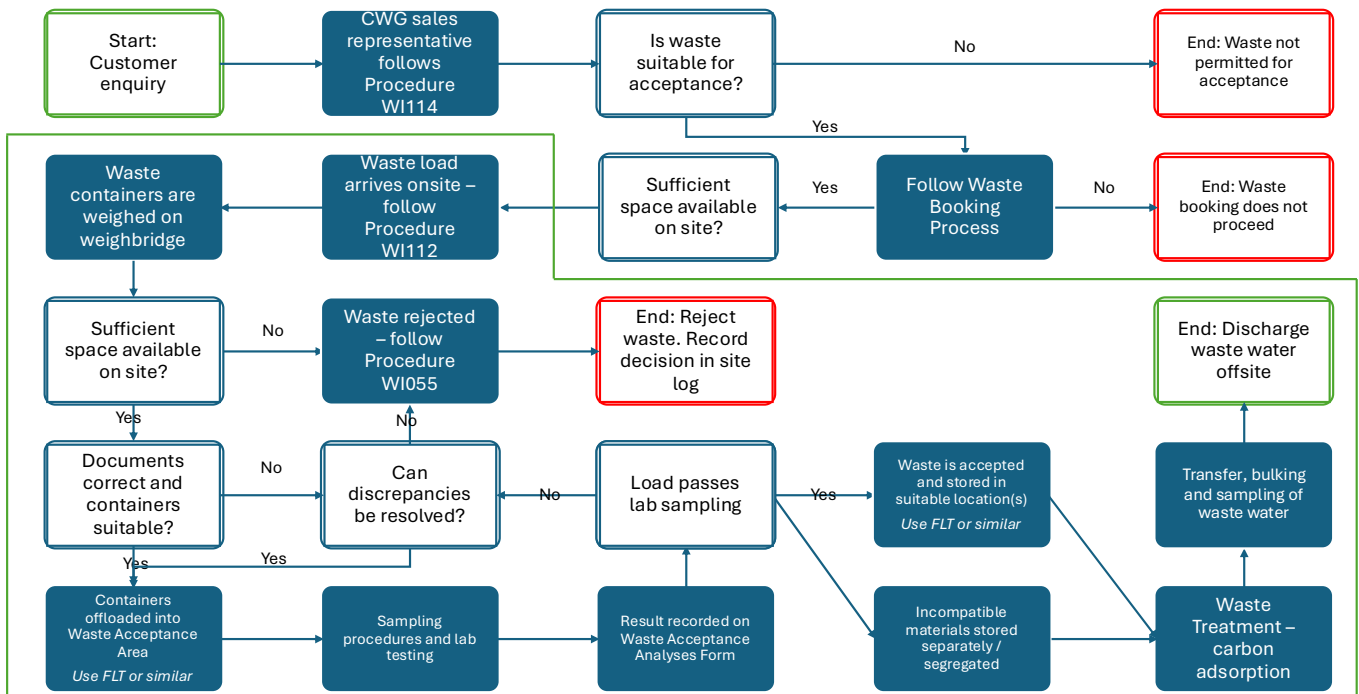 Start:
Customer
enquiry
CWG sales
representative
follows
Procedure
WI114
Is waste
suitable for
acceptance?
No
End: Waste not
permitted for
acceptance
Yes
Waste
containers are
weighed on
weighbridge
Waste load
arrives onsite –
follow
Procedure
WI112
Sufficient
space available
on site?
Yes
Follow Waste
Booking
Process
No
End: Waste
booking does not
proceed
Sufficient
space available
on site?
No
Waste rejected
– follow
Procedure
WI055
End: Reject
waste. Record
decision in site
log
End: Discharge
waste water
offsite
Yes
No
Documents
correct and
containers
suitable?
No
Can
discrepancies
be resolved?
No
Load passes
lab sampling
Yes
Waste is accepted
and stored in
suitable location(s)
Use FLT or similar
Transfer, bulking
and sampling of
waste water
Yes
Yes
Containers
offloaded into
Waste Acceptance
Area
Use FLT or similar
Sampling
procedures and lab
testing
Result recorded on
Waste Acceptance
Analyses Form
Incompatible
materials stored
separately /
segregated
Waste
Treatment –
carbon
adsorption